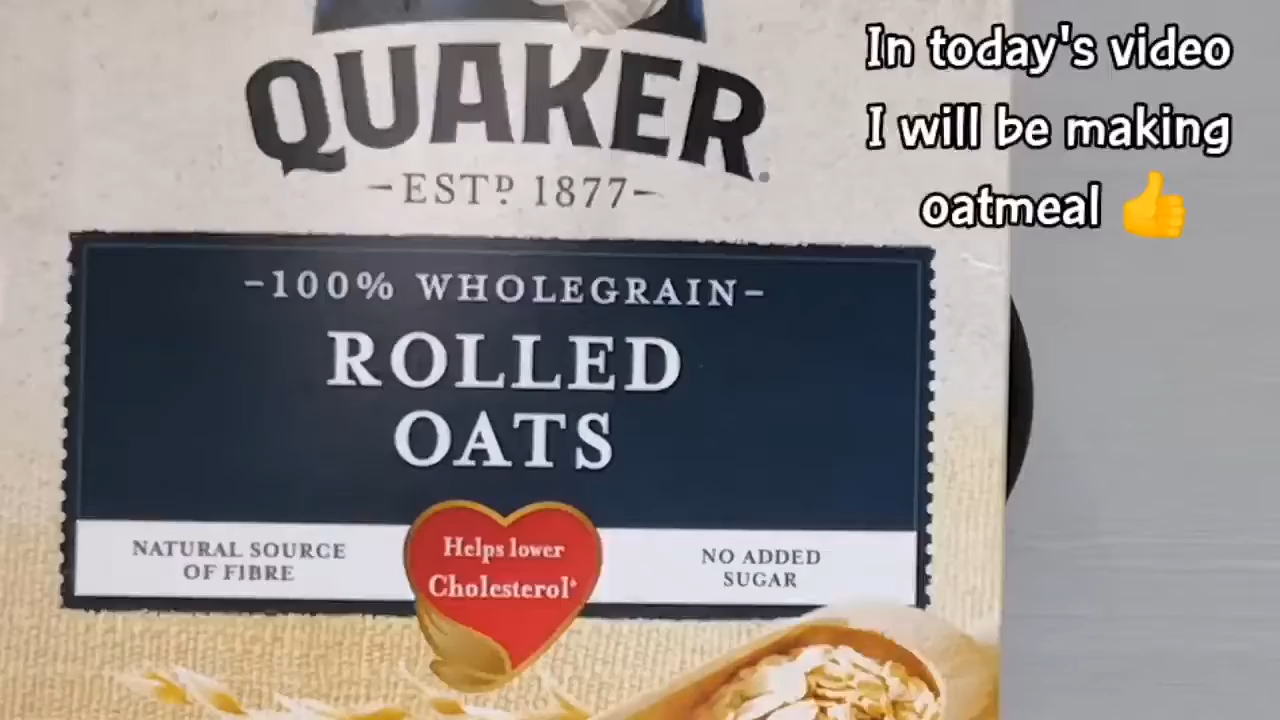 QUAKER
-ESTD 1877-
-100% WHOLEGRAIN-
ROLLED
OATS
NATURAL SOURCE
OF FIBRE
Helps lower
Cholesterol+
NO ADDED
SUGAR
In today's video
I will be making
oatmeal 👍